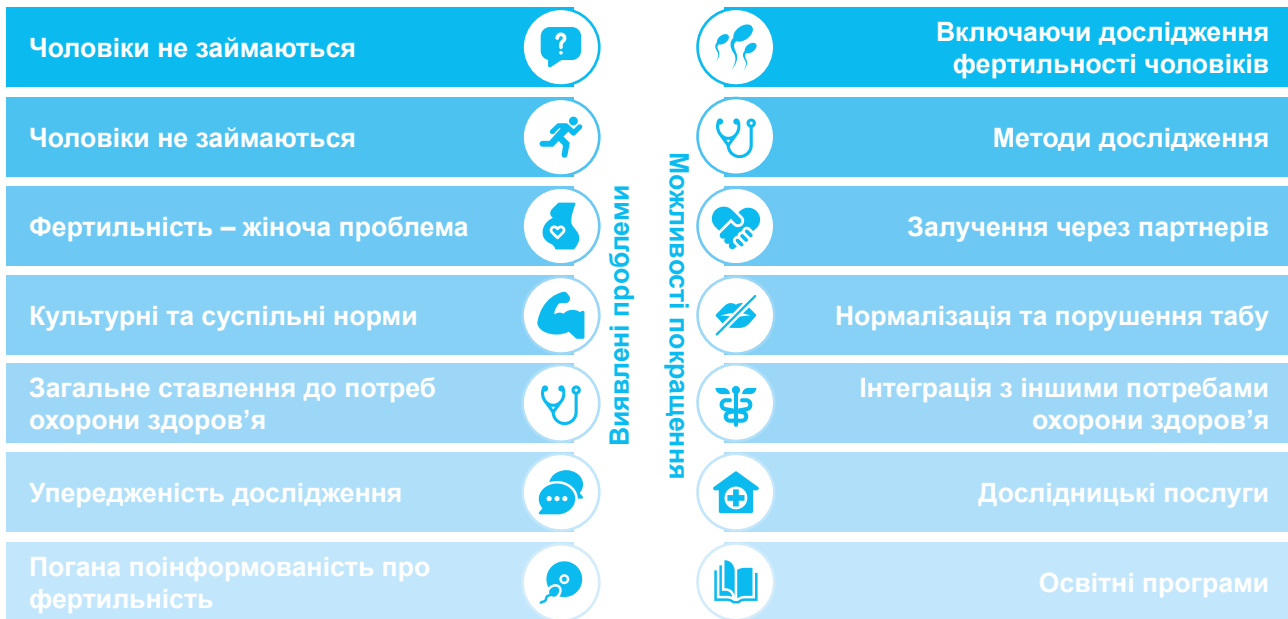 Чоловіки не займаються
Чоловіки не займаються
Фертильність – жіноча проблема
Культурні та суспільні норми
Загальне ставлення до потреб
охорони здоров’я
Упередженість дослідження
Погана поінформованість про
фертильність
Виявлені проблеми
Можливості покращення
Включаючи дослідження
фертильності чоловіків
Методи дослідження
Залучення через партнерів
Нормалізація та порушення табу
Інтеграція з іншими потребами
охорони здоров’я
Дослідницькі послуги
Освітні програми